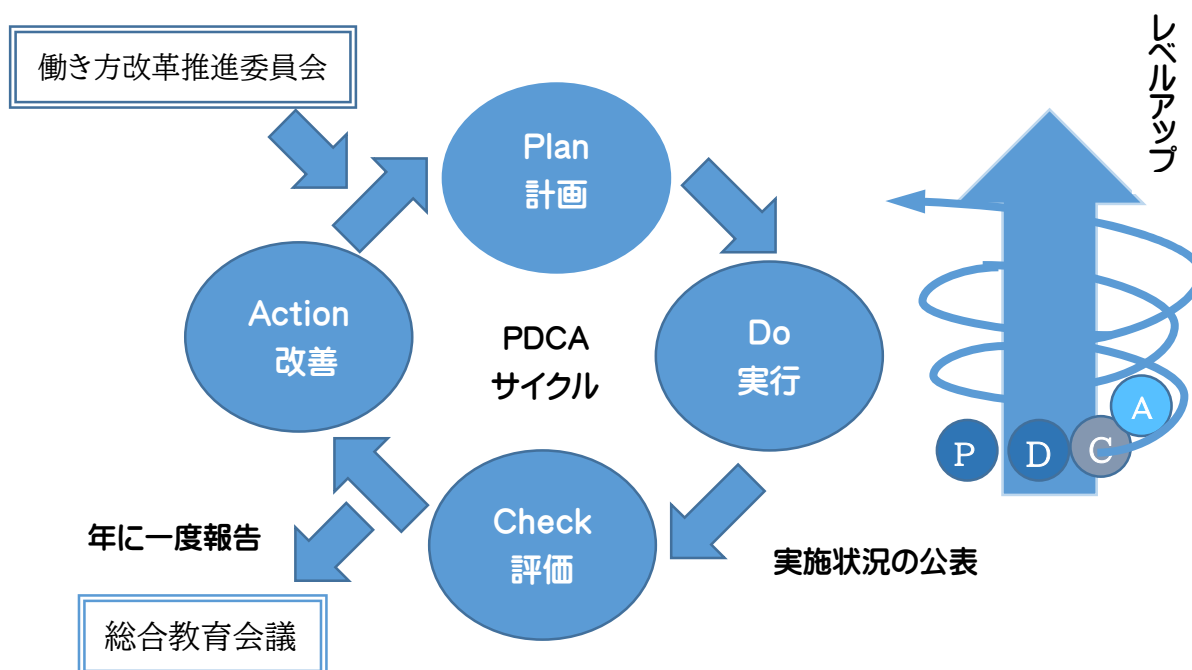 働き方改革推進委員会
Plan
計画
レベルアップ
Action
改善
PDCA
サイクル
Do
実行
A
P
D
C
Check
評価
年に一度報告
実施状況の公表
総合教育会議